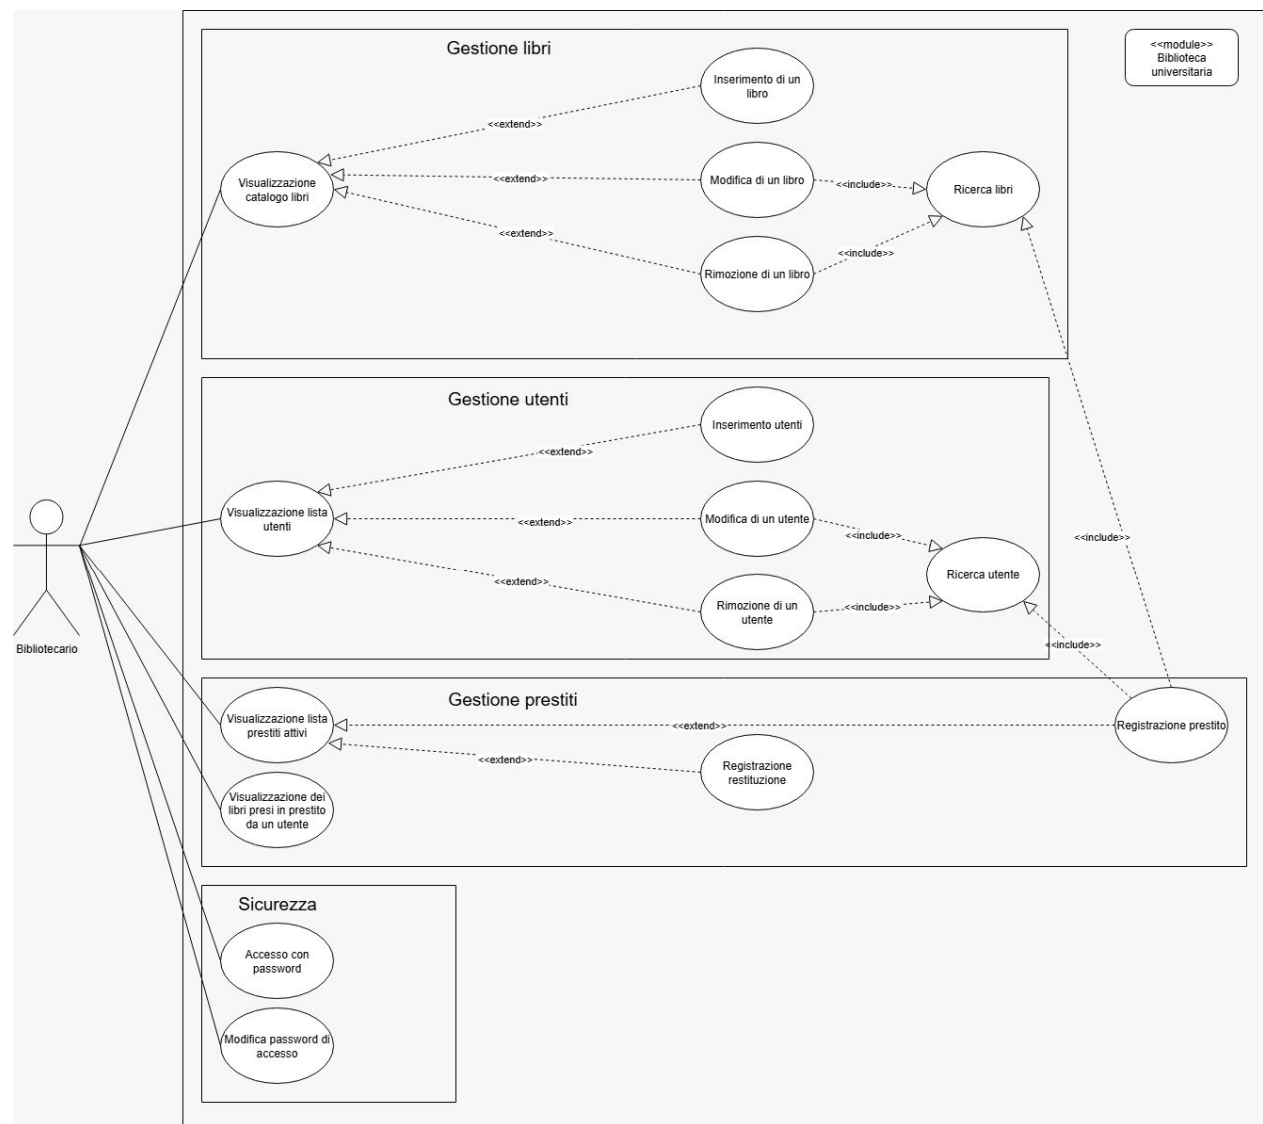 Gestione libri
<<module>>
Biblioteca
universitaria
Inserimento di un
libro
<<extend>>
Visualizzazione
catalogo libri
<<extend>>
Modifica di un libro
<<include>>
Ricerca libri
<<extend>>
Rimozione di un libro
<<include>>
Gestione utenti
Inserimento utenti
<<extend>>
Visualizzazione lista
utenti
<<extend>>
Modifica di un utente
<<include>>
<<include>>
Ricerca utente
<<extend>>
Rimozione di un
utente
<<include>>
<<include>>
Bibliotecario
Gestione prestiti
Visualizzazione lista
prestiti attivi
<<extend>>
Registrazione prestito
<<extend>>
Registrazione
restituzione
Visualizzazione dei
libri presi in prestito
da un utente
Sicurezza
Accesso con
password
Modifica password di
accesso